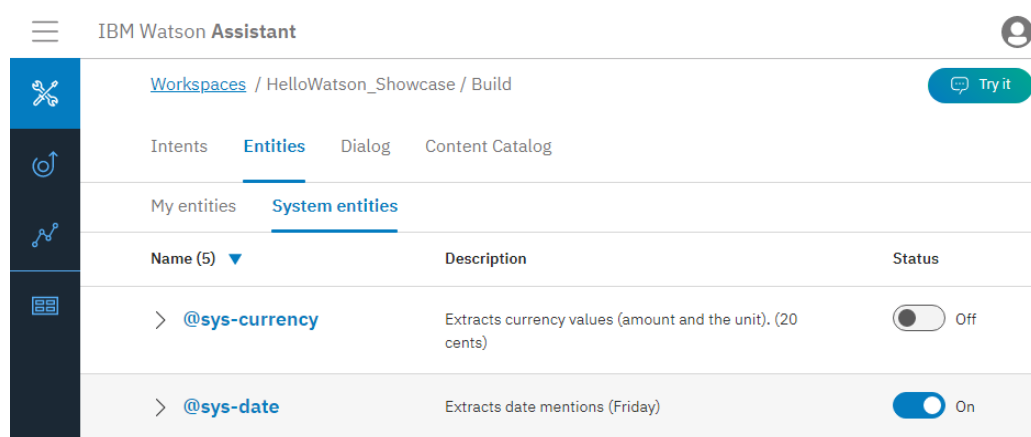 IBM Watson Assistant
Workspaces / HelloWatson_Showcase / Build
Try it
Intents Entities Dialog Content Catalog
My entities System entities
Name (5) Description Status
@sys-currency Extracts currency values (amount and the unit). (20 Off
cents)
@sys-date Extracts date mentions (Friday) On